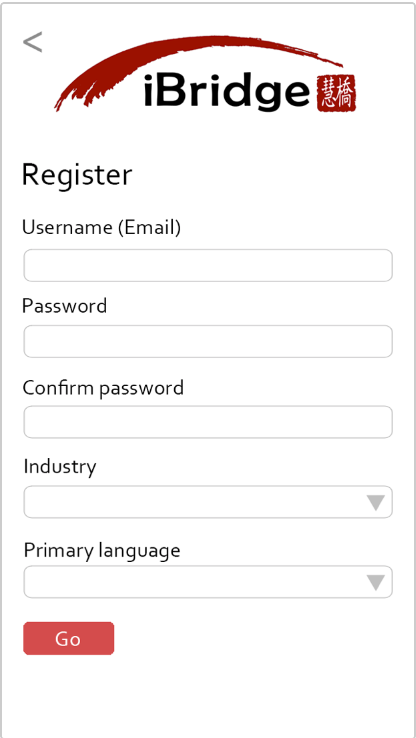 <
iBridge 慧橋
Register
Username (Email)
Password
Confirm password
Industry
Primary language
Go